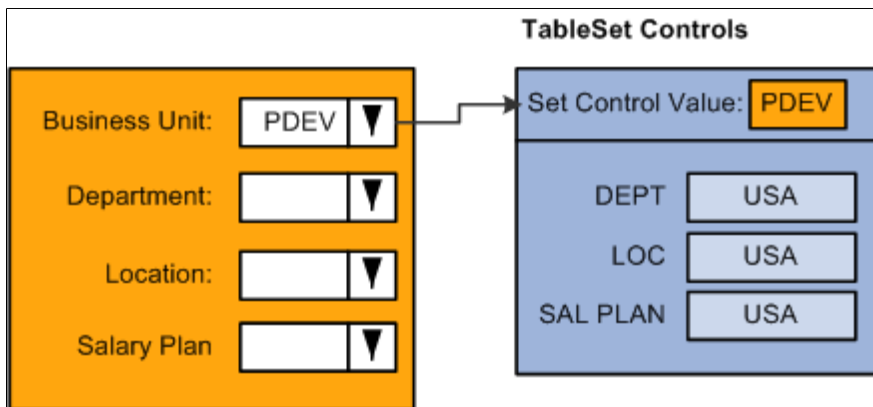 TableSet Controls
Business Unit: PDEV
Department:
Location:
Salary Plan
Set Control Value: PDEV
DEPT USA
LOC USA
SAL PLAN USA